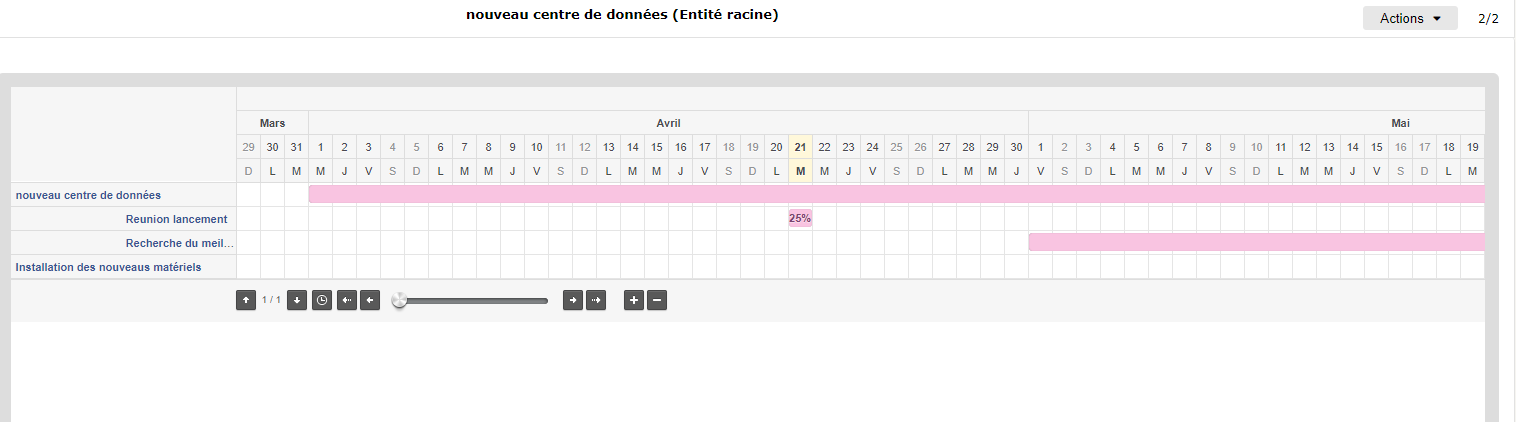 nouveau centre de données (Entité racine)
Actions 2/2
Mars Avril Mai
29 30 31 1 2 3 4 5 6 7 8 9 10 11 12 13 14 15 16 17 18 19 20 21 22 23 24 25 26 27 28 29 30 1 2 3 4 5 6 7 8 9 10 11 12 13 14 15 16 17 18 19
D L M M J V S D L M M J V S D L M M J V S D L M M J V S D L M M J V S D L M M J V S D L M M J V S D L M
nouveau centre de données
Reunion lancement 25%
Recherche du meil...
Installation des nouveaus matériels
1 / 1